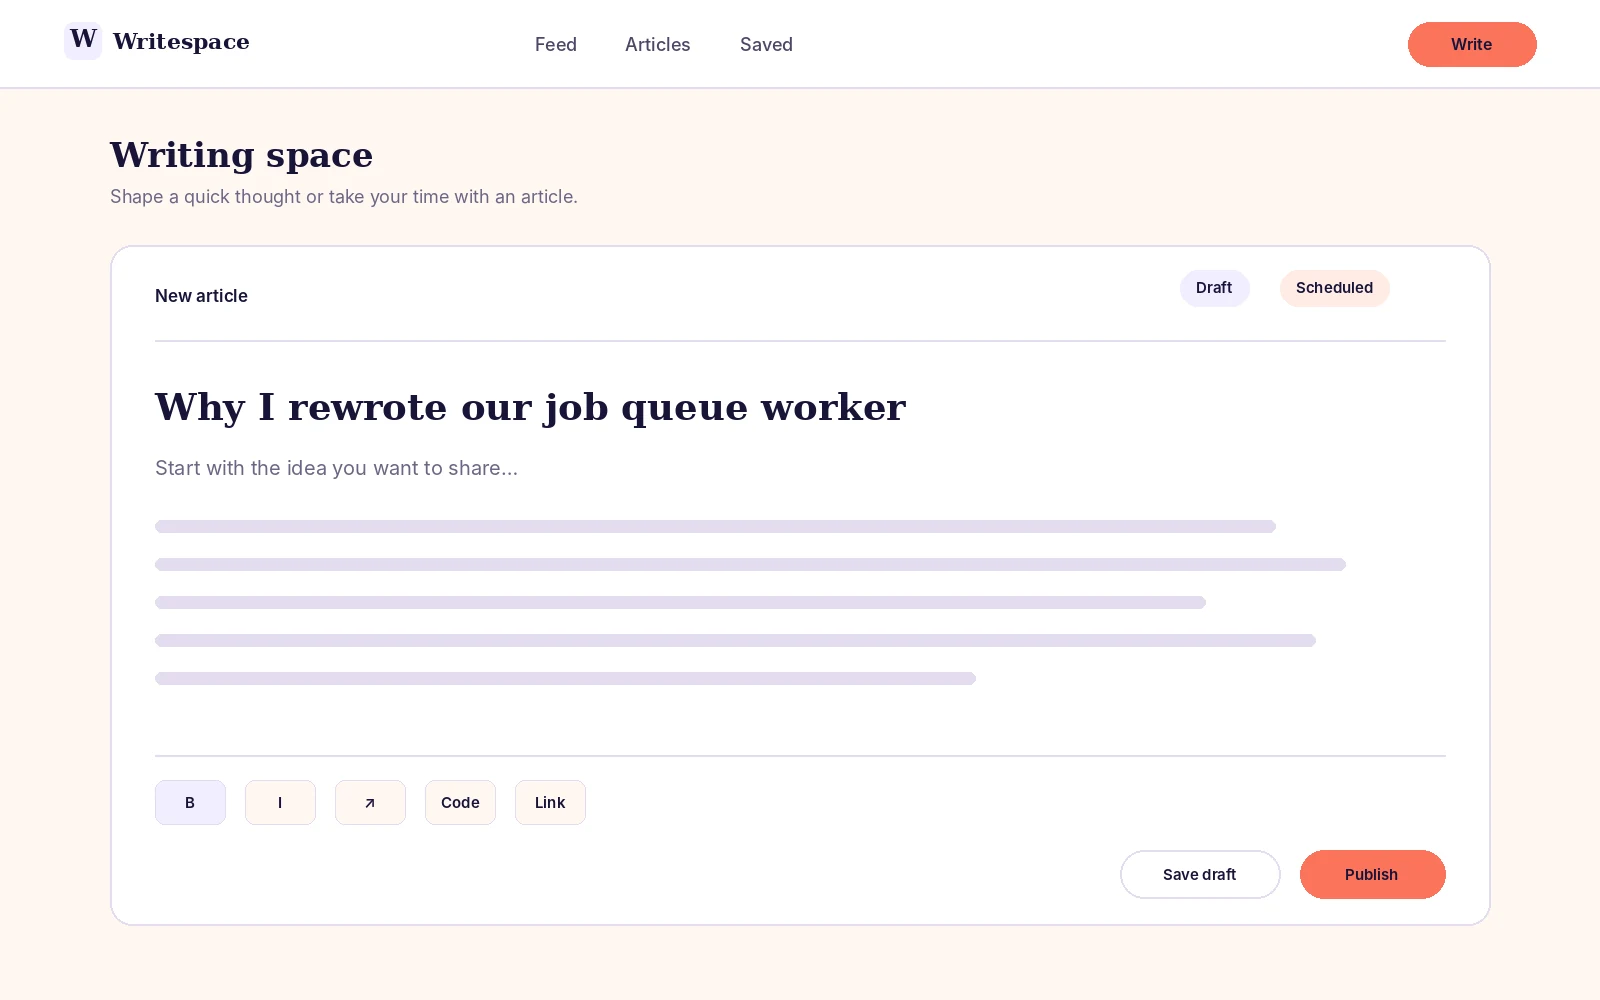 W Writespace Feed Articles Saved Write
Writing space
Shape a quick thought or take your time with an article.
New article Draft Scheduled
Why I rewrote our job queue worker
Start with the idea you want to share...
B I ↗ Code Link
Save draft Publish